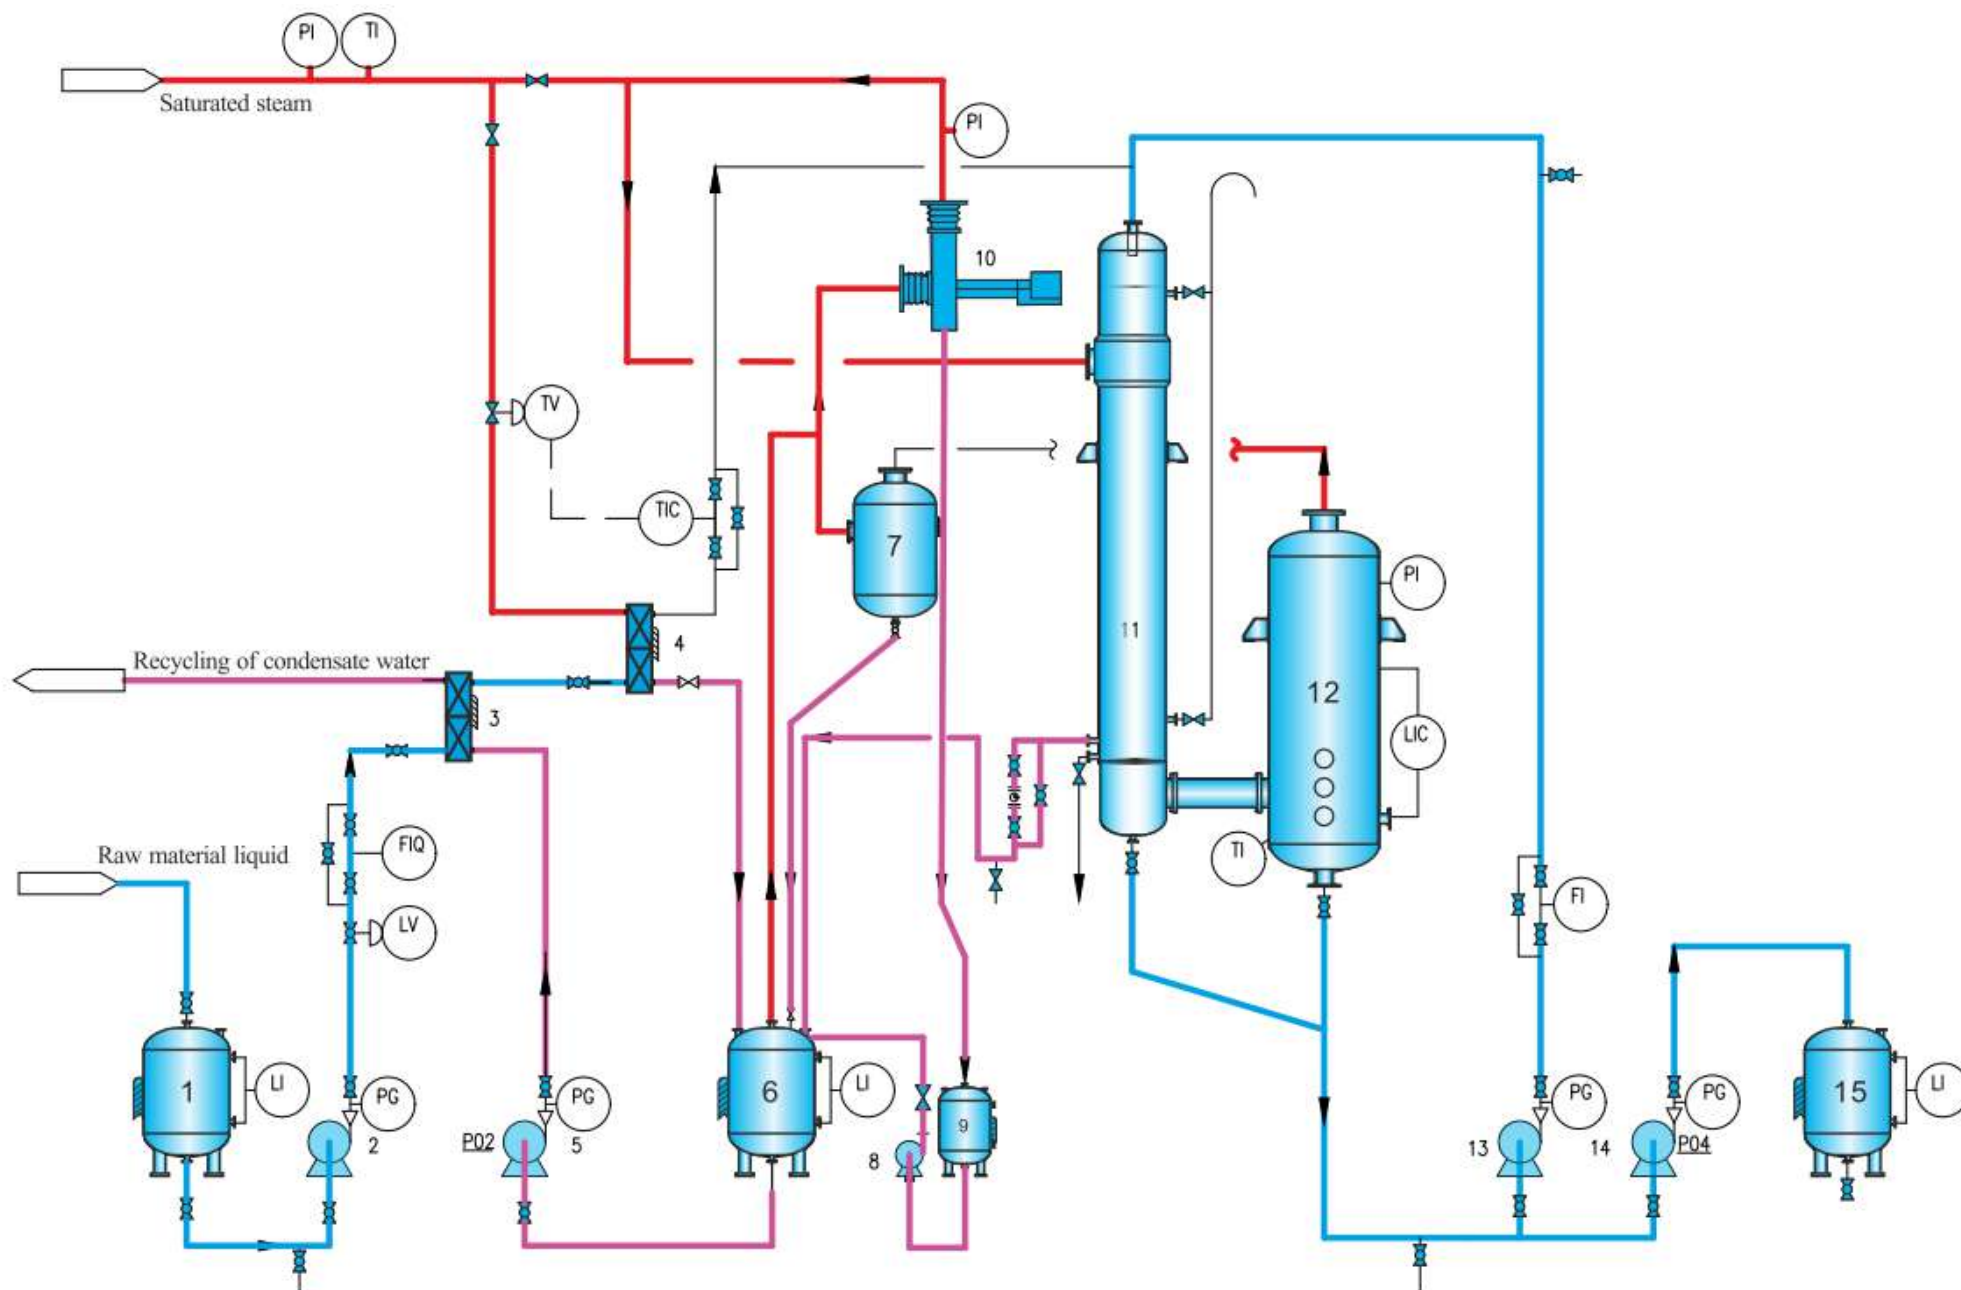 PI
TI
Saturated steam
PI
10
TV
TIC
7
11
PI
4
Recycling of condensate water
3
12
LIC
Raw material liquid
FIQ
TI
LV
FI
1
LI
PG
2
P02
PG
5
6
LI
8
9
13
PG
14
PG
P04
15
LI